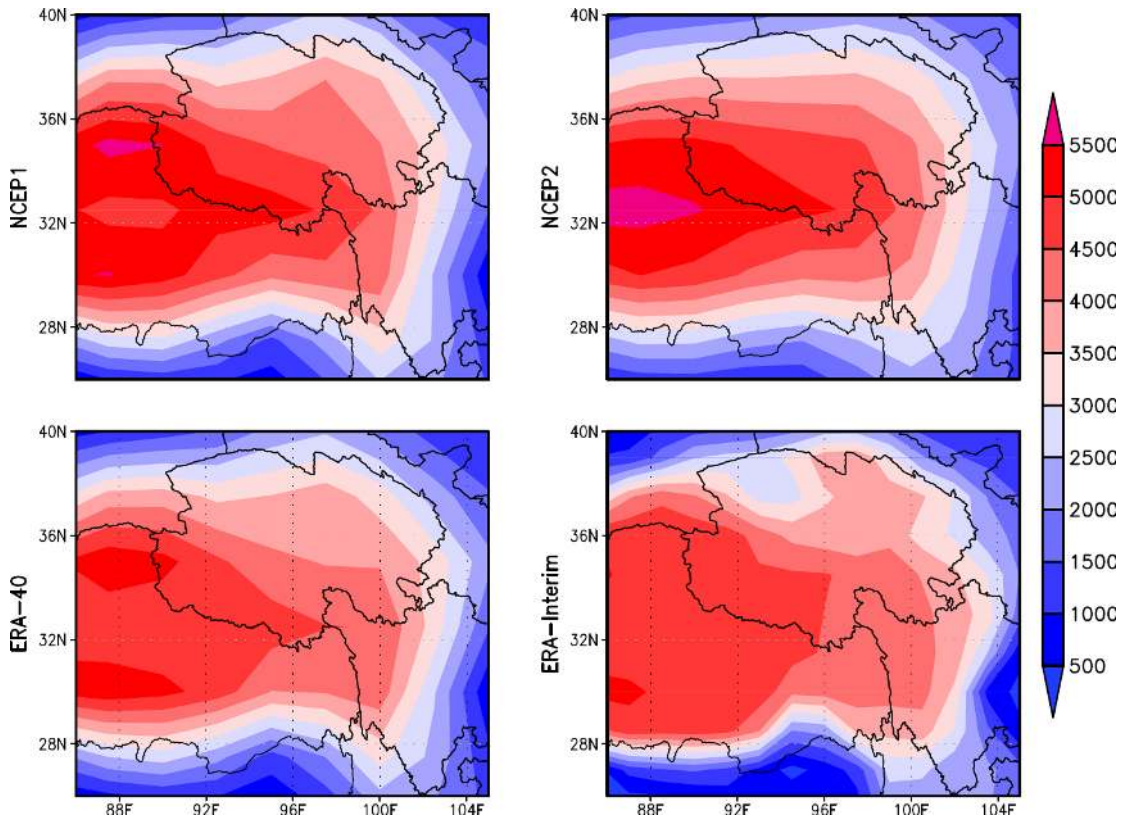 40N
36N
32N
28N
NCEP1
40N
36N
32N
28N
NCEP2
5500
5000
4500
4000
3500
3000
2500
2000
1500
1000
500
40N
36N
32N
28N
ERA-40
88E
92E
96E
100E
104E
40N
36N
32N
28N
ERA-Interim
88E
92E
96E
100E
104E